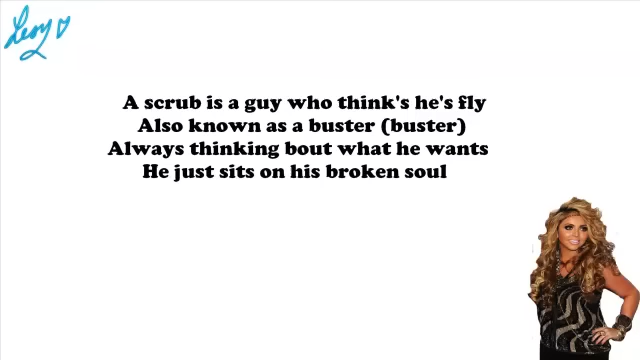 Lesy
A scrub is a guy who think's he's fly
Also known as a buster (buster)
Always thinking bout what he wants
He just sits on his broken soul